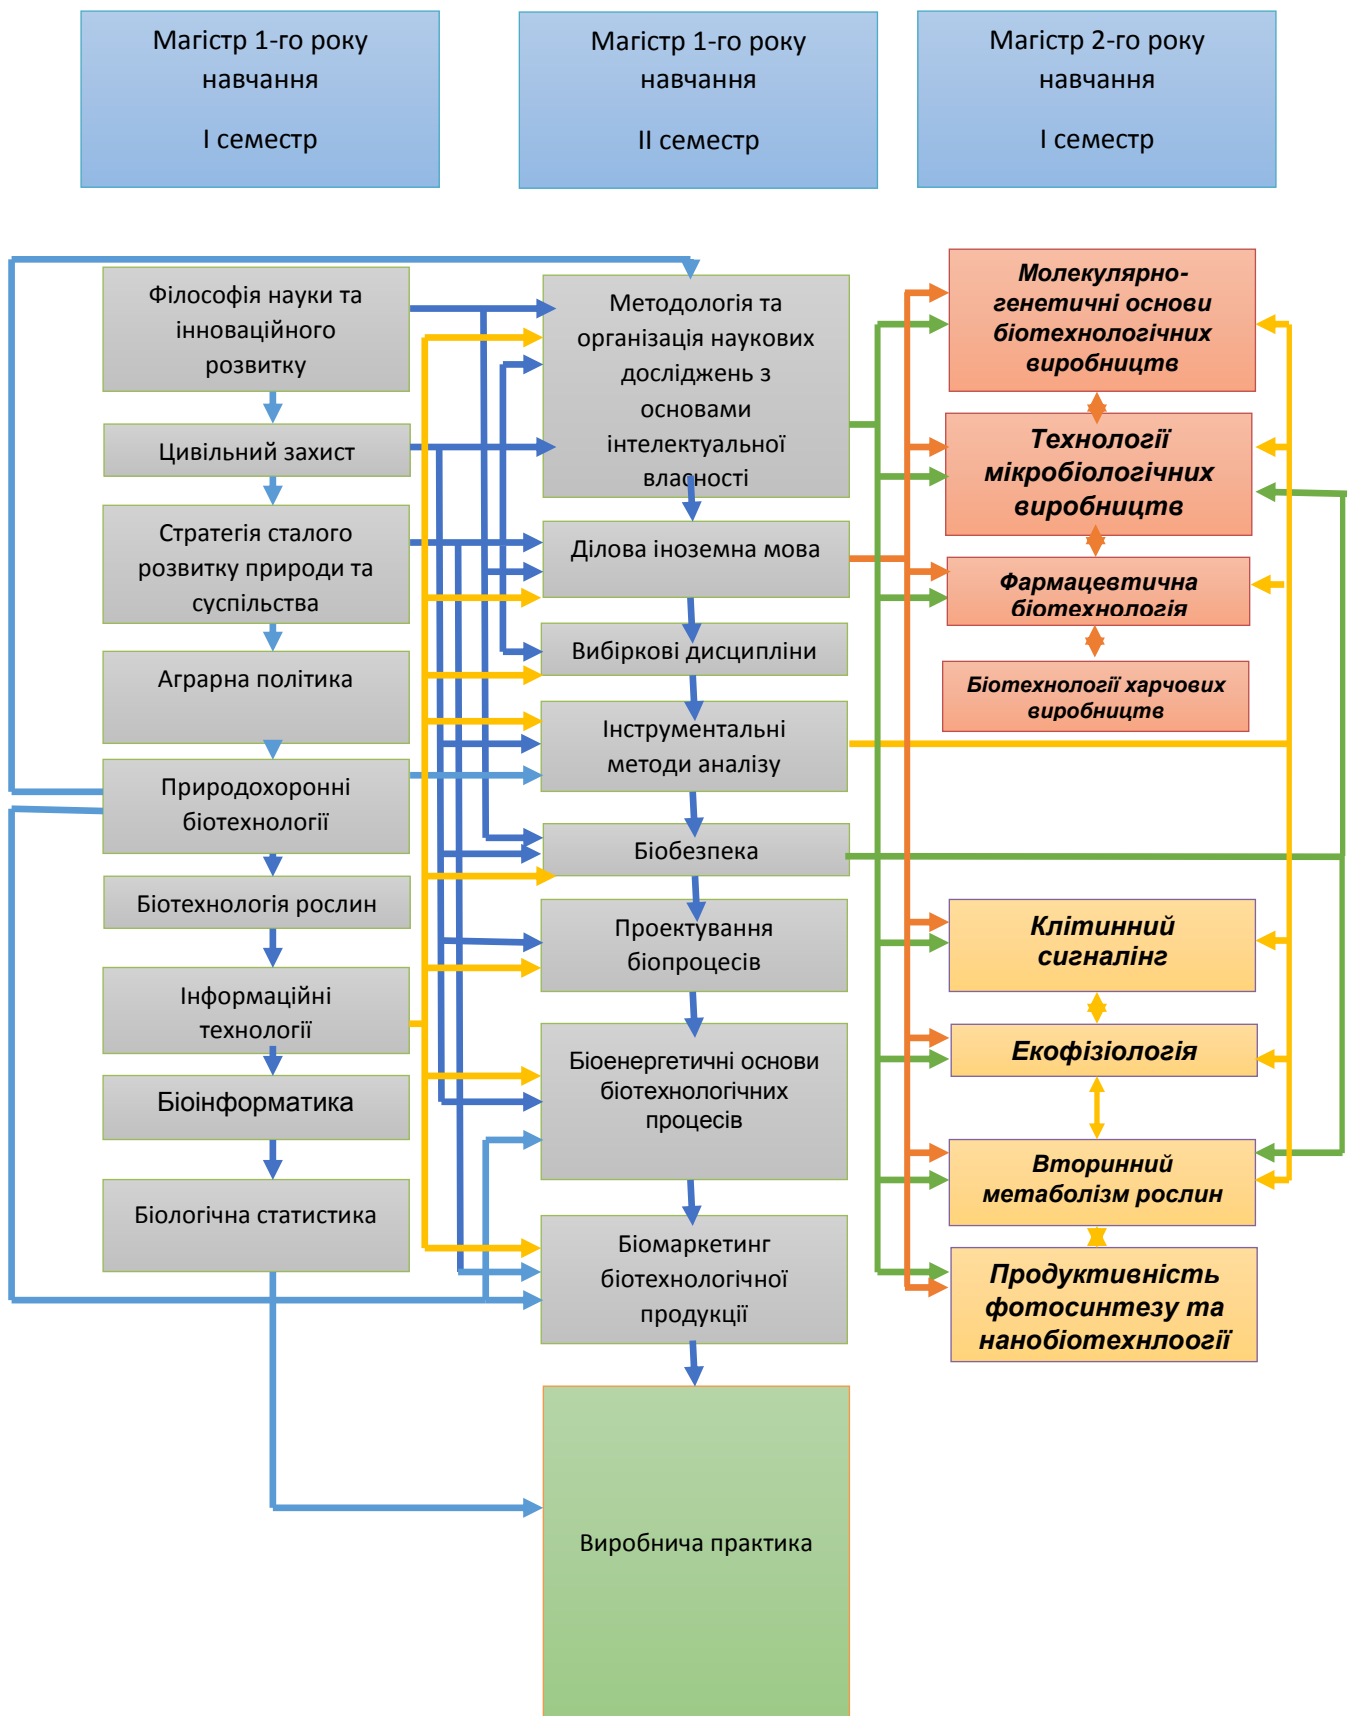 Магістр 1-го року
навчання
І семестр
Магістр 1-го року
навчання
ІІ семестр
Магістр 2-го року
навчання
І семестр
Філософія науки та
інноваційного
розвитку
Цивільний захист
Стратегія сталого
розвитку природи та
суспільства
Аграрна політика
Природохоронні
біотехнології
Біотехнологія рослин
Інформаційні
технології
Біоінформатика
Біологічна статистика
Методологія та
організація наукових
досліджень з
основами
інтелектуальної
власності
Ділова іноземна мова
Вибіркові дисципліни
Інструментальні
методи аналізу
Біобезпека
Проектування
біопроцесів
Біоенергетичні основи
біотехнологічних
процесів
Біомаркетинг
біотехнологічної
продукції
Виробнича практика
Молекулярно-
генетичні основи
біотехнологічних
виробництв
Технології
мікробіологічних
виробництв
Фармацевтична
біотехнологія
Біотехнології харчових
виробництв
Клітинний
сигналінг
Екофізіологія
Вторинний
метаболізм рослин
Продуктивність
фотосинтезу та
нанобіотехнлоогії